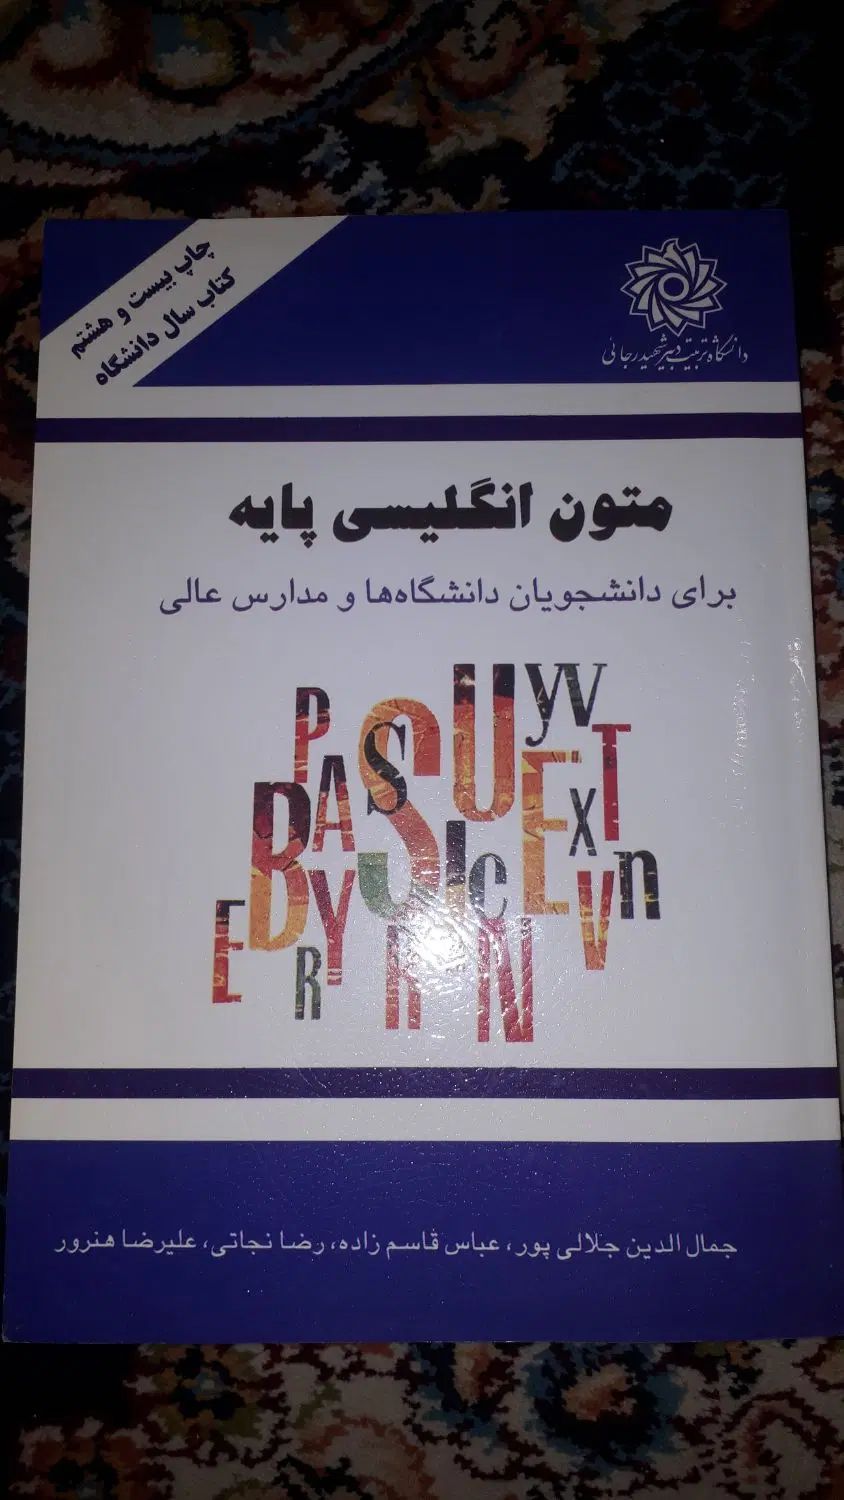 چاپ بیست و هشتم
کتاب سال دانشگاه
دانشگاه تربیت دبیر شهید رجائی
متون انگلیسی پایه
برای دانشجویان دانشگاه‌ها و مدارس عالی
جمال الدین جلالی پور، عباس قاسم زاده، رضا نجاتی، علیرضا هنرور